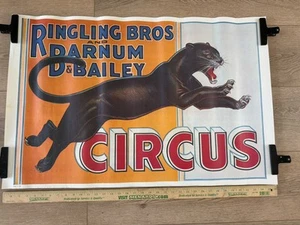 RINGLING BROS
AND
BARNUM
& BAILEY
CIRCUS